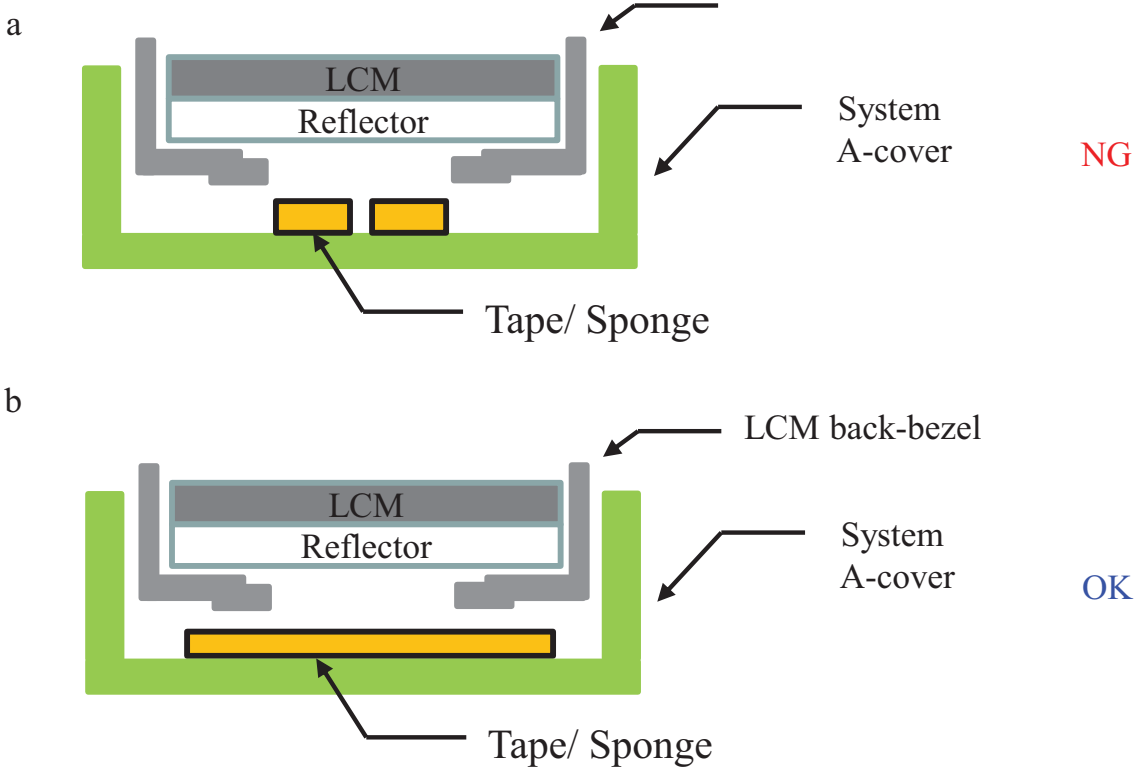 a
LCM
Reflector
System
A-cover
NG
Tape/ Sponge
b
LCM back-bezel
LCM
Reflector
System
A-cover
OK
Tape/ Sponge